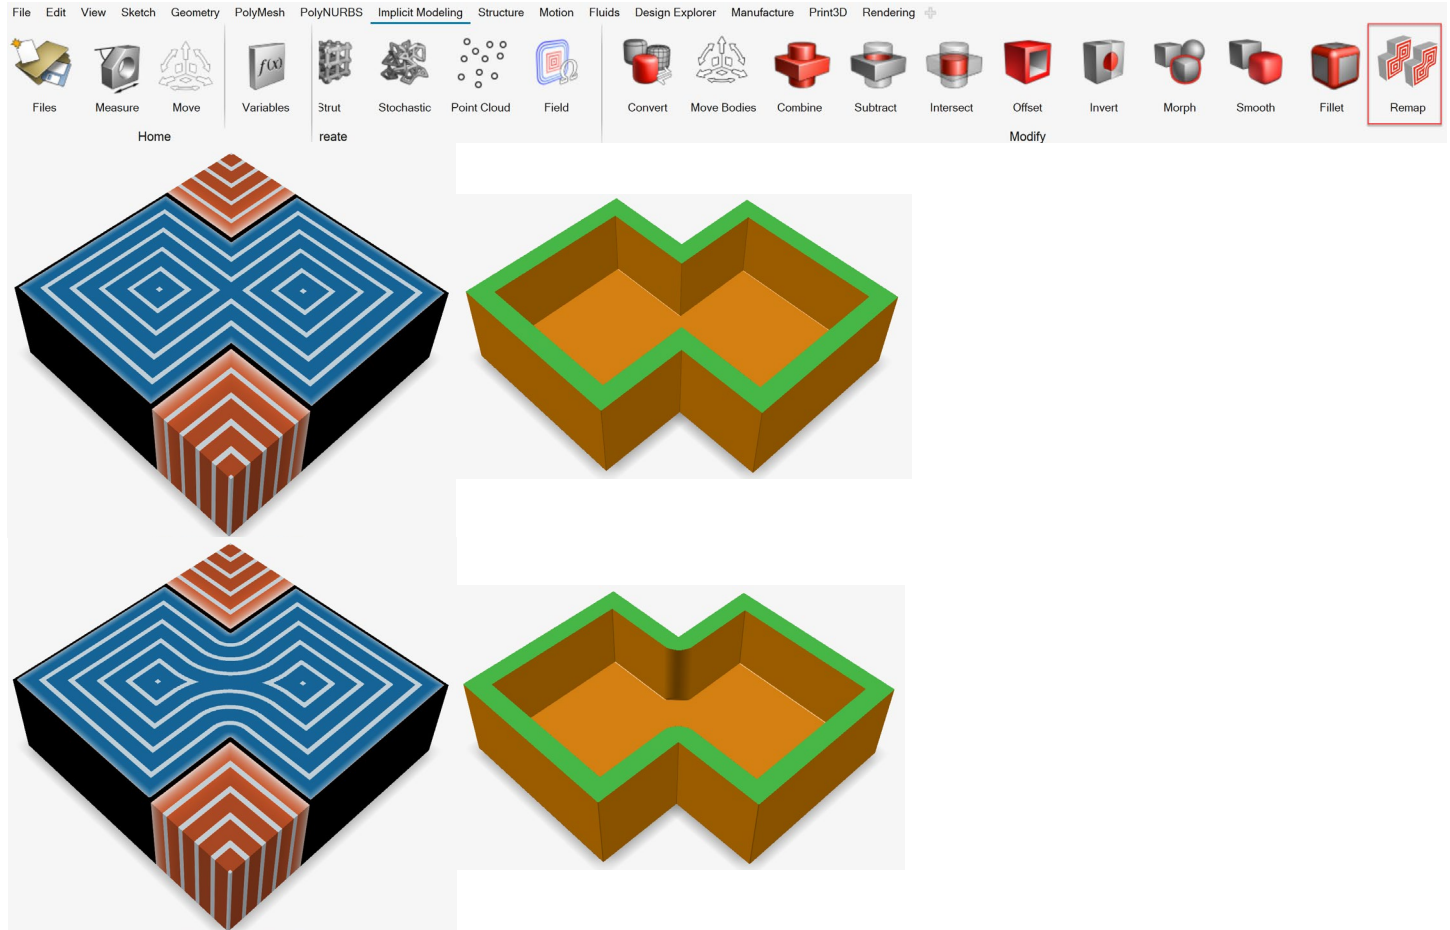 File Edit View Sketch Geometry PolyMesh PolyNURBS Implicit Modeling Structure Motion Fluids Design Explorer Manufacture Print3D Rendering
f(x)
Files Measure Move Variables Strut Stochastic Point Cloud Field Convert Move Bodies Combine Subtract Intersect Offset Invert Morph Smooth Fillet Remap
Home reate Modify